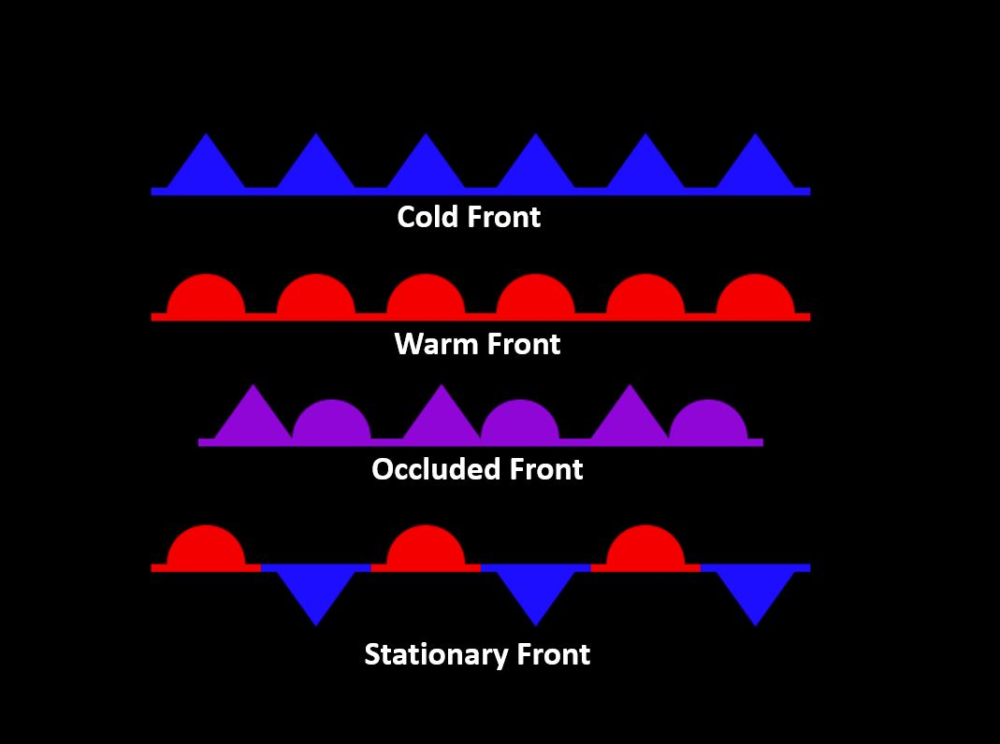 Cold Front
Warm Front
Occluded Front
Stationary Front